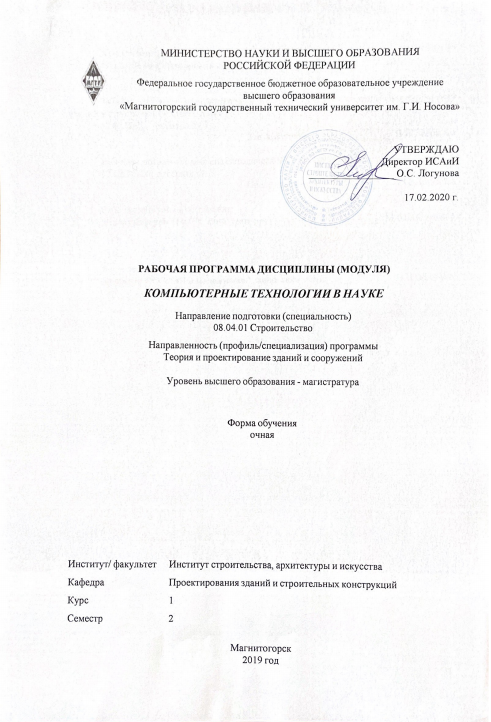 МИНИСТЕРСТВО НАУКИ И ВЫСШЕГО ОБРАЗОВАНИЯ
РОССИЙСКОЙ ФЕДЕРАЦИИ
Федеральное государственное бюджетное образовательное учреждение
высшего образования
«Магнитогорский государственный технический университет им. Г.И. Носова»
УТВЕРЖДАЮ
Директор ИСАиИ
О.С. Логунова
17.02.2020 г.
РАБОЧАЯ ПРОГРАММА ДИСЦИПЛИНЫ (МОДУЛЯ)
КОМПЬЮТЕРНЫЕ ТЕХНОЛОГИИ В НАУКЕ
Направление подготовки (специальность)
08.04.01 Строительство
Направленность (профиль/специализация) программы
Теория и проектирование зданий и сооружений
Уровень высшего образования - магистратура
Форма обучения
очная
Институт/ факультет Институт строительства, архитектуры и искусства
Кафедра Проектирования зданий и строительных конструкций
Курс 1
Семестр 2
Магнитогорск
2019 год